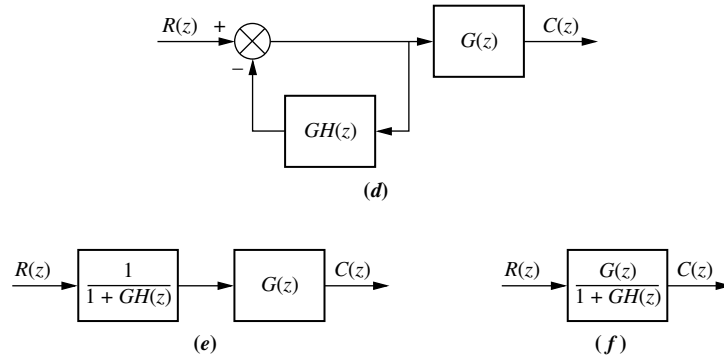 R(z) + G(z) C(z)
−
GH(z)
(d)
R(z) 1 C(z) R(z) G(z) C(z)
1 + GH(z) G(z) 1 + GH(z)
(e) (f)